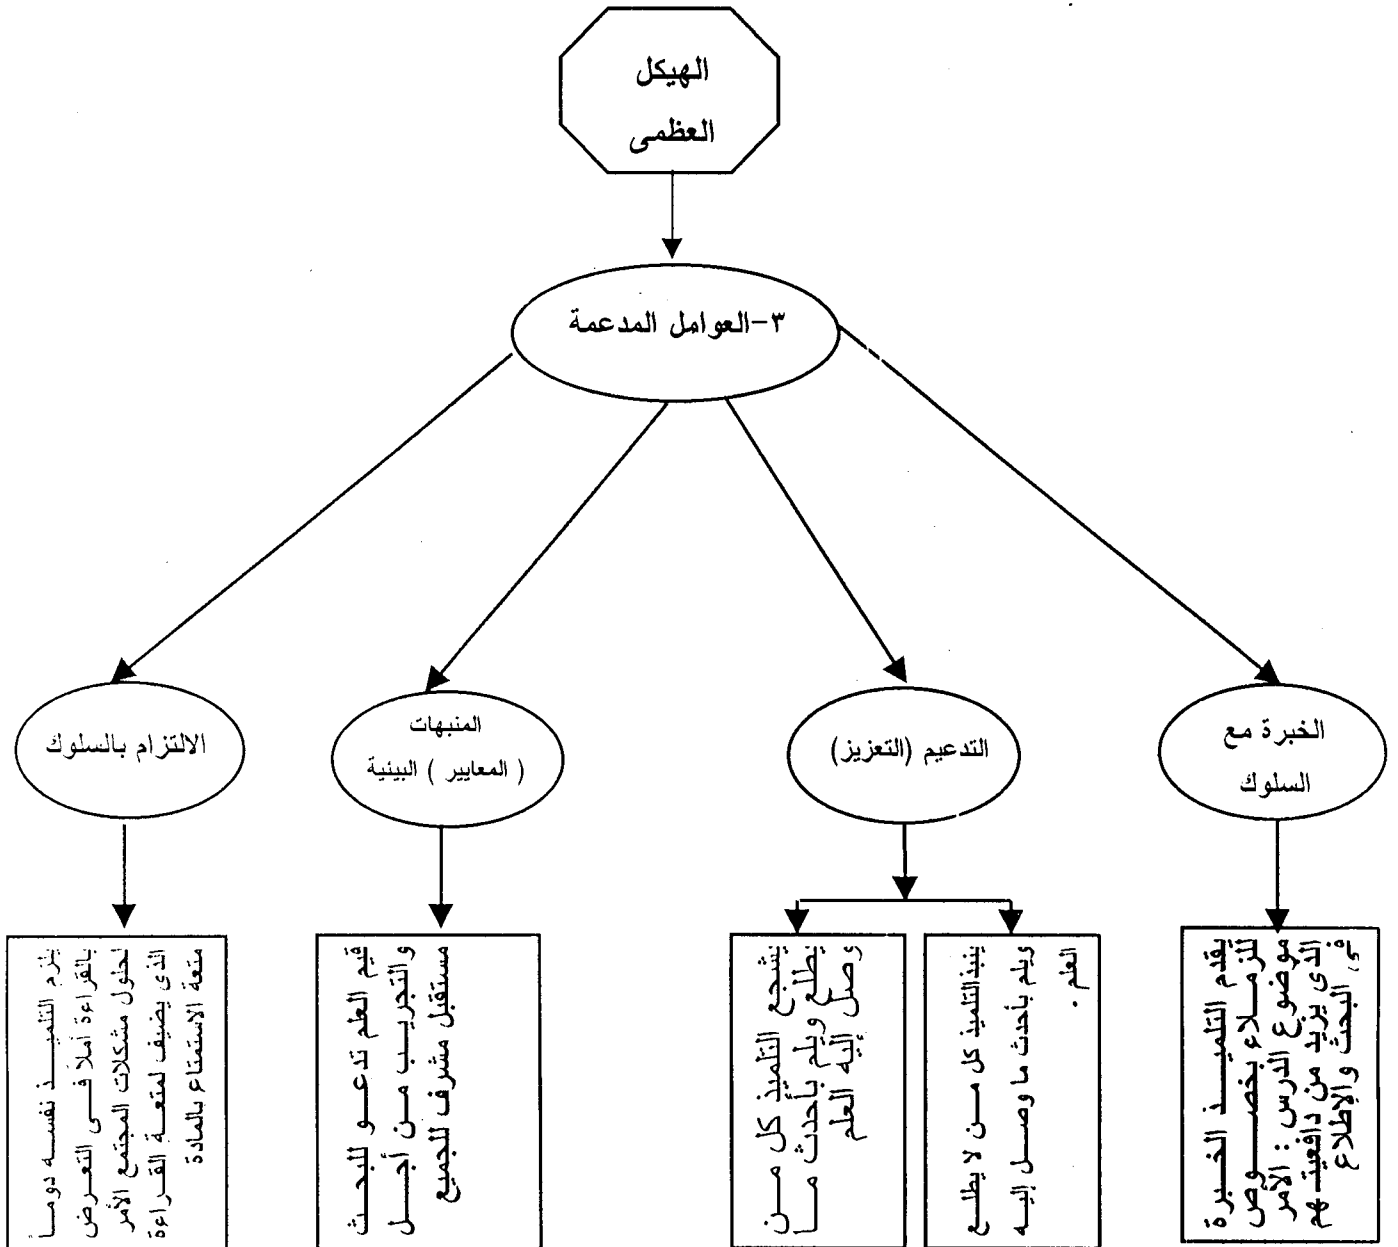 الهيكل
العظمى
٣-العوامل المدعمة
الخبرة مع
السلوك
التدعيم (التعزيز)
المنبهات
( المعايير ) البيئية
الالتزام بالسلوك
يقدم التلميذ الخبرة
للزملاء بخصوص
موضوع الدرس : الأمر
الذى يزيد من دافعيتهم
فى البحث والإطلاع
ينبذ التلميذ كل من لا يطلع
ويلم بأحدث ما وصل إليه
العلم .
يشجع التلميذ كل من
يطلع ويلم بأحدث ما
وصل إليه العلم
قيم العلم تدعو للبحث
والتجريب من أجل
مستقبل مشرف للجميع
يلزم التلميذ نفسه دوما
بالقراءة أملا فى التعرض
لحلول مشكلات المجتمع الأمر
الذى يضيف لمتعة القراءة
متعة الاستمتاع بالمادة